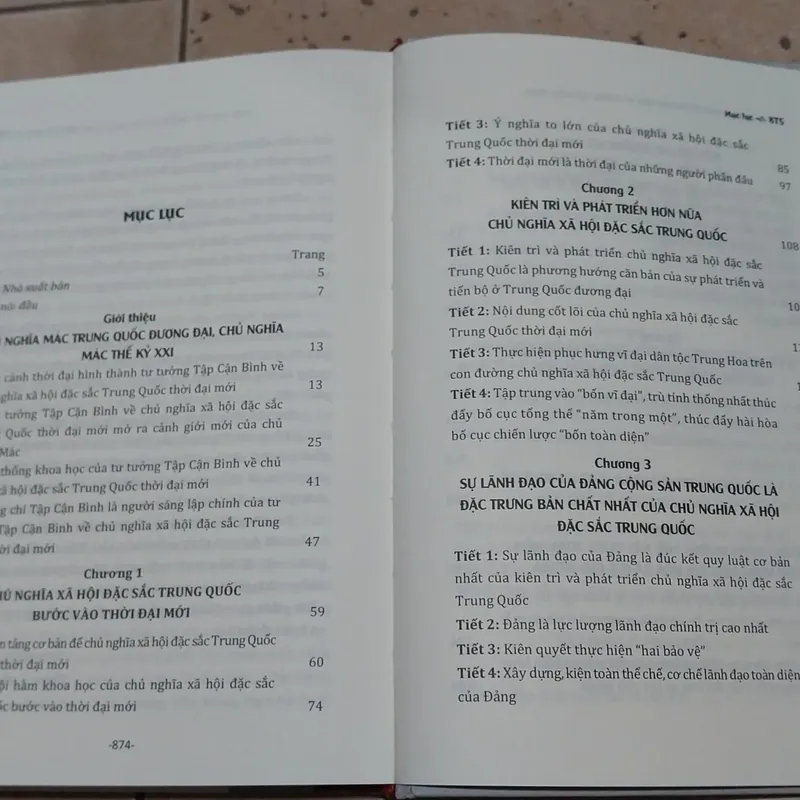 MỤC LỤC
Trang
Nhà xuất bản 5
nói đầu 7
Giới thiệu
NGHĨA MÁC TRUNG QUỐC ĐƯƠNG ĐẠI, CHỦ NGHĨA
MÁC THẾ KỶ XXI 13
cảnh thời đại hình thành tư tưởng Tập Cận Bình về
nghĩa xã hội đặc sắc Trung Quốc thời đại mới 13
tưởng Tập Cận Bình về chủ nghĩa xã hội đặc sắc
Quốc thời đại mới mở ra cảnh giới mới của chủ
Mác 25
thống khoa học của tư tưởng Tập Cận Bình về chủ
xã hội đặc sắc Trung Quốc thời đại mới 41
chí Tập Cận Bình là người sáng lập chính của tư
Tập Cận Bình về chủ nghĩa xã hội đặc sắc Trung
đại mới 47
Chương 1
NGHĨA XÃ HỘI ĐẶC SẮC TRUNG QUỐC
BƯỚC VÀO THỜI ĐẠI MỚI 59
tảng cơ bản để chủ nghĩa xã hội đặc sắc Trung Quốc
thời đại mới 60
hàm khoa học của chủ nghĩa xã hội đặc sắc
bước vào thời đại mới 74
-874-
Mục lục 875
Tiết 3: Ý nghĩa to lớn của chủ nghĩa xã hội đặc sắc
Trung Quốc thời đại mới 85
Tiết 4: Thời đại mới là thời đại của những người phấn đấu 97
Chương 2
KIÊN TRÌ VÀ PHÁT TRIỂN HƠN NỮA
CHỦ NGHĨA XÃ HỘI ĐẶC SẮC TRUNG QUỐC 108
Tiết 1: Kiên trì và phát triển chủ nghĩa xã hội đặc sắc
Trung Quốc là phương hướng căn bản của sự phát triển và
tiến bộ ở Trung Quốc đương đại
Tiết 2: Nội dung cốt lõi của chủ nghĩa xã hội đặc sắc
Trung Quốc thời đại mới
Tiết 3: Thực hiện phục hưng vĩ đại dân tộc Trung Hoa trên
con đường chủ nghĩa xã hội đặc sắc Trung Quốc
Tiết 4: Tập trung vào "bốn vĩ đại", trù tính thống nhất thúc
đẩy bố cục tổng thể "năm trong một", thúc đẩy hài hòa
bố cục chiến lược "bốn toàn diện"
Chương 3
SỰ LÃNH ĐẠO CỦA ĐẢNG CỘNG SẢN TRUNG QUỐC LÀ
ĐẶC TRƯNG BẢN CHẤT NHẤT CỦA CHỦ NGHĨA XÃ HỘI
ĐẶC SẮC TRUNG QUỐC
Tiết 1: Sự lãnh đạo của Đảng là đúc kết quy luật cơ bản
nhất của kiên trì và phát triển chủ nghĩa xã hội đặc sắc
Trung Quốc
Tiết 2: Đảng là lực lượng lãnh đạo chính trị cao nhất
Tiết 3: Kiên quyết thực hiện "hai bảo vệ"
Tiết 4: Xây dựng, kiện toàn thể chế, cơ chế lãnh đạo toàn diện
của Đảng